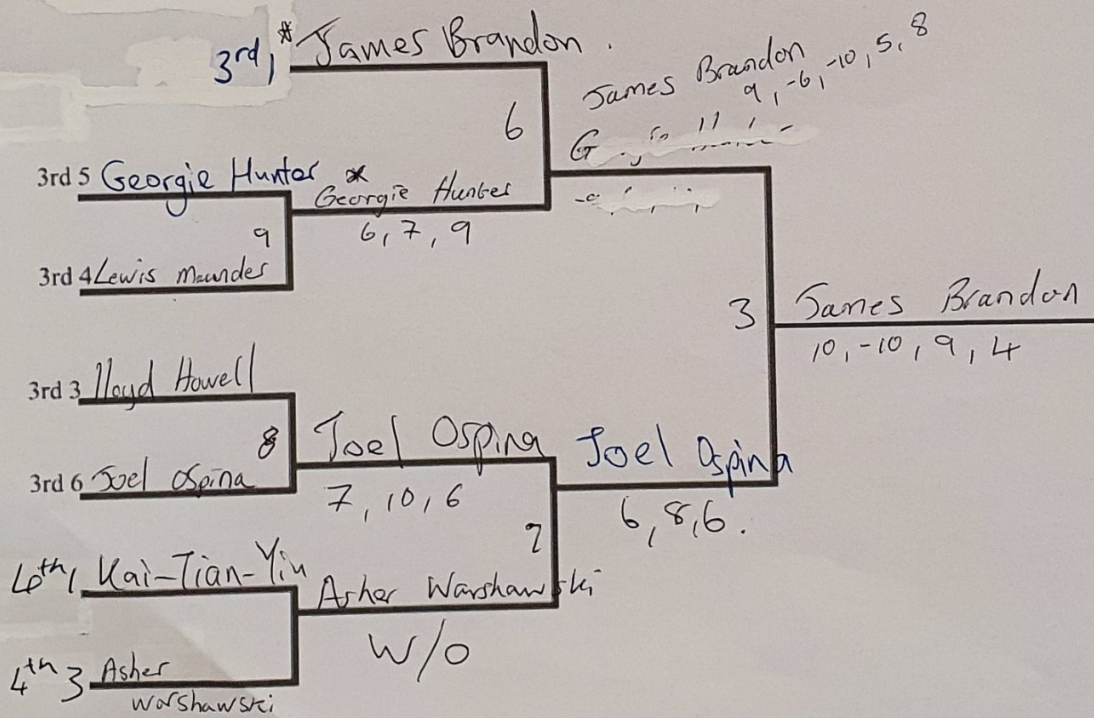 3rd 1 * James Brandon.
James Brandon
9, -6, -10, 5, 8
6
3rd 5 Georgie Hunter
* Georgie Hunter
6, 7, 9
9
3rd 4 Lewis Maunder
3
James Brandon
10, -10, 9, 4
3rd 3 Lloyd Howell
8
Joel Ospina
7, 10, 6
Joel Ospina
6, 8, 6.
3rd 6 Joel Ospina
4th 1 Kai-Tian-Yin
Asher Warshawski
W/O
4th 3 Asher
Warshawski